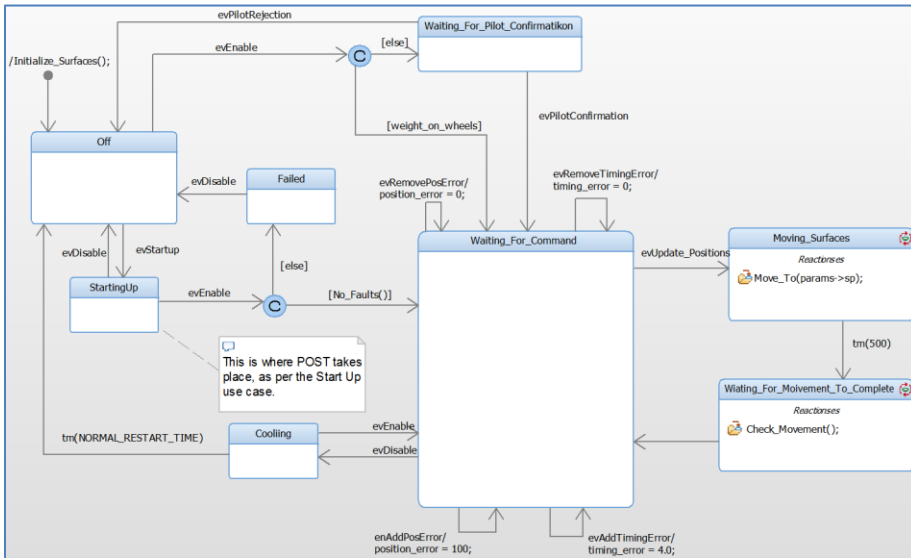 evPilotRejection
Waiting_For_Pilot_Confirmatikon
evEnable
[else]
/Initialize_Surfaces();
evPilotConfirmation
[weight_on_wheels]
Off
evDisable
Failed
evRemovePosError/
position_error = 0;
evRemoveTimingError/
timing_error = 0;
evDisable
evStartup
[else]
Waiting_For_Command
evUpdate_Positions
Moving_Surfaces
Reactionses
Move_To(params->sp);
StartingUp
evEnable
[No_Faults()]
tm(500)
This is where POST takes
place, as per the Start Up
use case.
Wiating_For_Moivement_To_Complete
Reactionses
Check_Movement();
tm(NORMAL_RESTART_TIME)
Cooliing
evEnable
evDisable
enAddPosError/
position_error = 100;
evAddTimingError/
timing_error = 4.0;